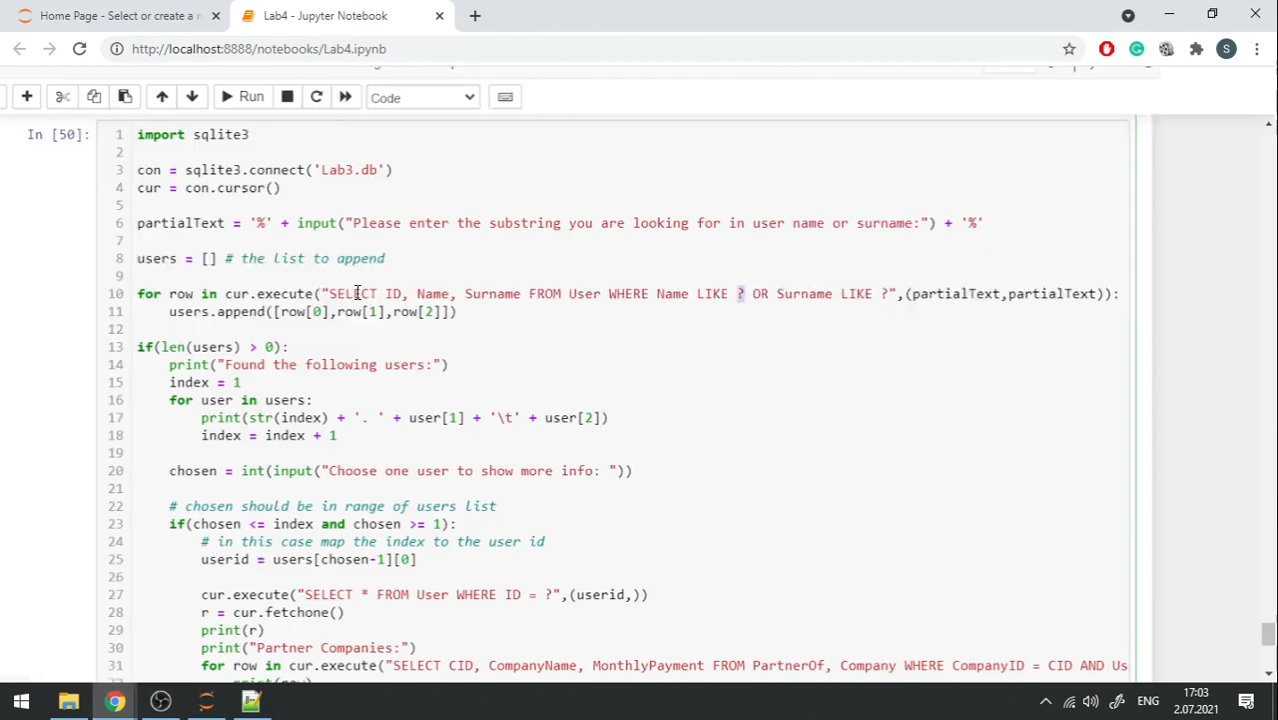 Home Page - Select or create a n
Lab4 - Jupyter Notebook
http://localhost:8888/notebooks/Lab4.ipynb
S
Run
Code
In [50]:
1 import sqlite3
2
3 con = sqlite3.connect('Lab3.db')
4 cur = con.cursor()
5
6 partialText = '%' + input("Please enter the substring you are looking for in user name or surname:") + '%'
7
8 users = [] # the list to append
9
10 for row in cur.execute("SELECT ID, Name, Surname FROM User WHERE Name LIKE ? OR Surname LIKE ?",(partialText,partialText)):
11 users.append([row[0],row[1],row[2]])
12
13 if(len(users) > 0):
14 print("Found the following users:")
15 index = 1
16 for user in users:
17 print(str(index) + '. ' + user[1] + '\t' + user[2])
18 index = index + 1
19
20 chosen = int(input("Choose one user to show more info: "))
21
22 # chosen should be in range of users list
23 if(chosen <= index and chosen >= 1):
24 # in this case map the index to the user id
25 userid = users[chosen-1][0]
26
27 cur.execute("SELECT * FROM User WHERE ID = ?",(userid,))
28 r = cur.fetchone()
29 print(r)
30 print("Partner Companies:")
31 for row in cur.execute("SELECT CID, CompanyName, MonthlyPayment FROM PartnerOf, Company WHERE CompanyID = CID AND Us
ENG
17:03
2.07.2021